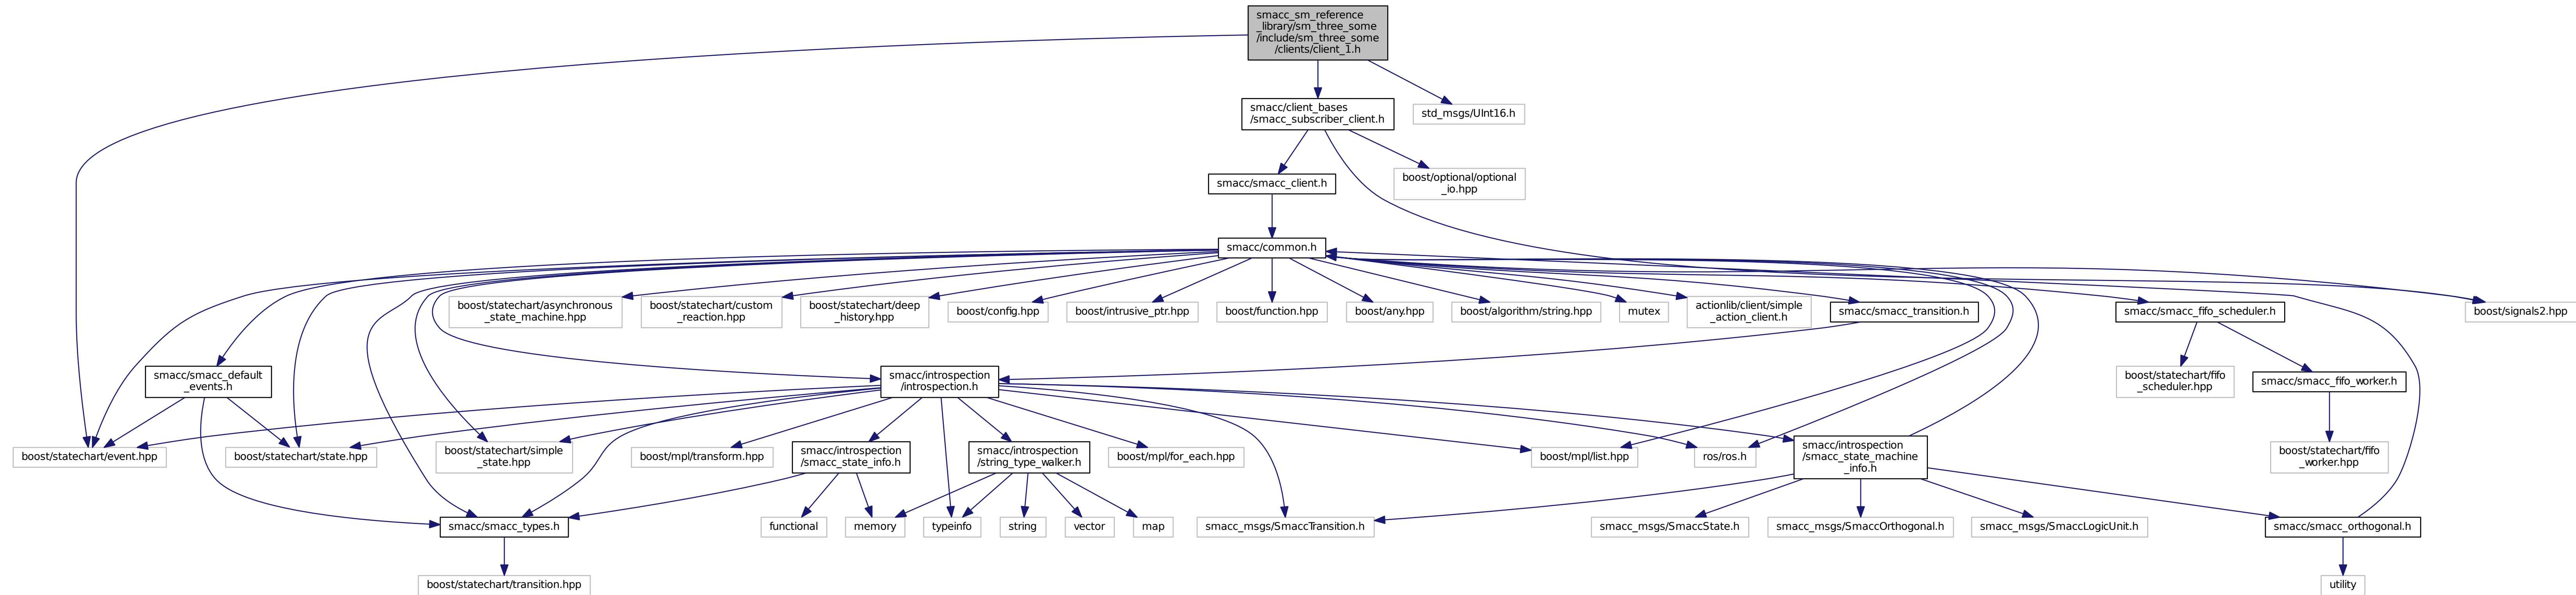 smacc_sm_reference
_library/sm_three_some
/include/sm_three_some
/clients/client_1.h
smacc/client_bases
/smacc_subscriber_client.h
std_msgs/UInt16.h
smacc/smacc_client.h
boost/optional/optional
_io.hpp
smacc/common.h
boost/statechart/asynchronous
_state_machine.hpp
boost/statechart/custom
_reaction.hpp
boost/statechart/deep
_history.hpp
boost/config.hpp
boost/intrusive_ptr.hpp
boost/function.hpp
boost/any.hpp
boost/algorithm/string.hpp
mutex
actionlib/client/simple
_action_client.h
smacc/smacc_transition.h
smacc/smacc_fifo_scheduler.h
boost/signals2.hpp
smacc/smacc_default
_events.h
smacc/introspection
/introspection.h
boost/statechart/fifo
_scheduler.hpp
smacc/smacc_fifo_worker.h
boost/statechart/event.hpp
boost/statechart/state.hpp
boost/statechart/simple
_state.hpp
boost/mpl/transform.hpp
smacc/introspection
/smacc_state_info.h
smacc/introspection
/string_type_walker.h
boost/mpl/for_each.hpp
boost/mpl/list.hpp
ros/ros.h
smacc/introspection
/smacc_state_machine
_info.h
boost/statechart/fifo
_worker.hpp
smacc/smacc_types.h
functional
memory
typeinfo
string
vector
map
smacc_msgs/SmaccTransition.h
smacc_msgs/SmaccState.h
smacc_msgs/SmaccOrthogonal.h
smacc_msgs/SmaccLogicUnit.h
smacc/smacc_orthogonal.h
boost/statechart/transition.hpp
utility